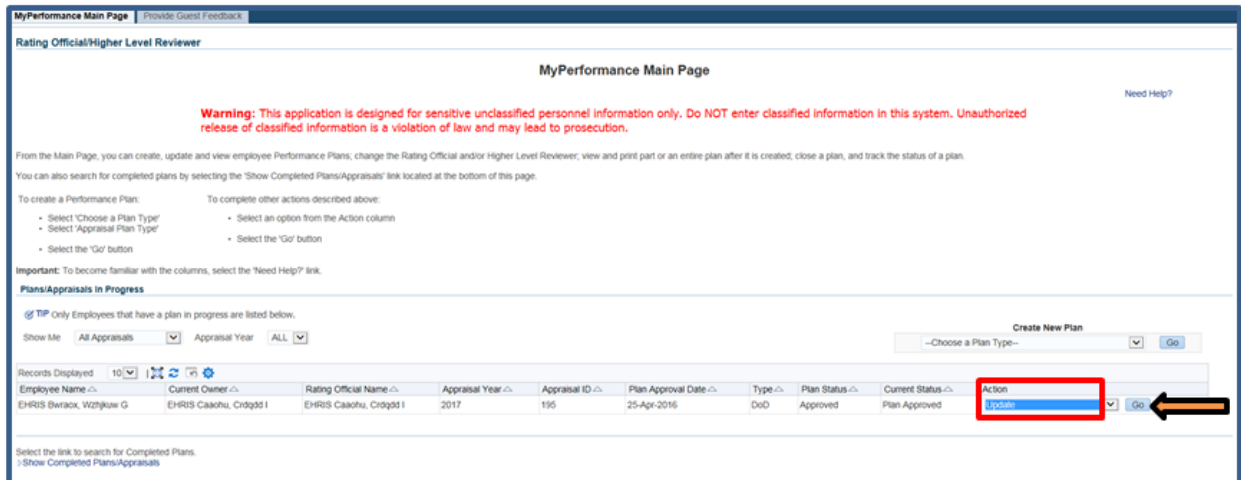 MyPerformance Main Page Provide Guest Feedback
Rating Official/Higher Level Reviewer
MyPerformance Main Page
Need Help?
Warning: This application is designed for sensitive unclassified personnel information only. Do NOT enter classified information in this system. Unauthorized
release of classified information is a violation of law and may lead to prosecution.
From the Main Page, you can create, update and view employee Performance Plans; change the Rating Official and/or Higher Level Reviewer; view and print part or an entire plan after it is created; close a plan, and track the status of a plan.
You can also search for completed plans by selecting the 'Show Completed Plans/Appraisals' link located at the bottom of this page.
To create a Performance Plan: To complete other actions described above:
• Select 'Choose a Plan Type' • Select an option from the Action column
• Select 'Appraisal Plan Type'
• Select the 'Go' button
• Select the 'Go' button
Important: To become familiar with the columns, select the 'Need Help?' link.
Plans/Appraisals in Progress
TIP Only Employees that have a plan in progress are listed below.
Create New Plan
Show Me All Appraisals Appraisal Year ALL --Choose a Plan Type-- Go
Records Displayed 10
Employee Name Current Owner Rating Official Name Appraisal Year Appraisal ID Plan Approval Date Type Plan Status Current Status Action
EHRIS Bwraox, Wzhjkuw G EHRIS Caaohu, Crdqdd I EHRIS Caaohu, Crdqdd I 2017 195 25-Apr-2016 DoD Approved Plan Approved Update Go
Select the link to search for Completed Plans.
Show Completed Plans/Appraisals